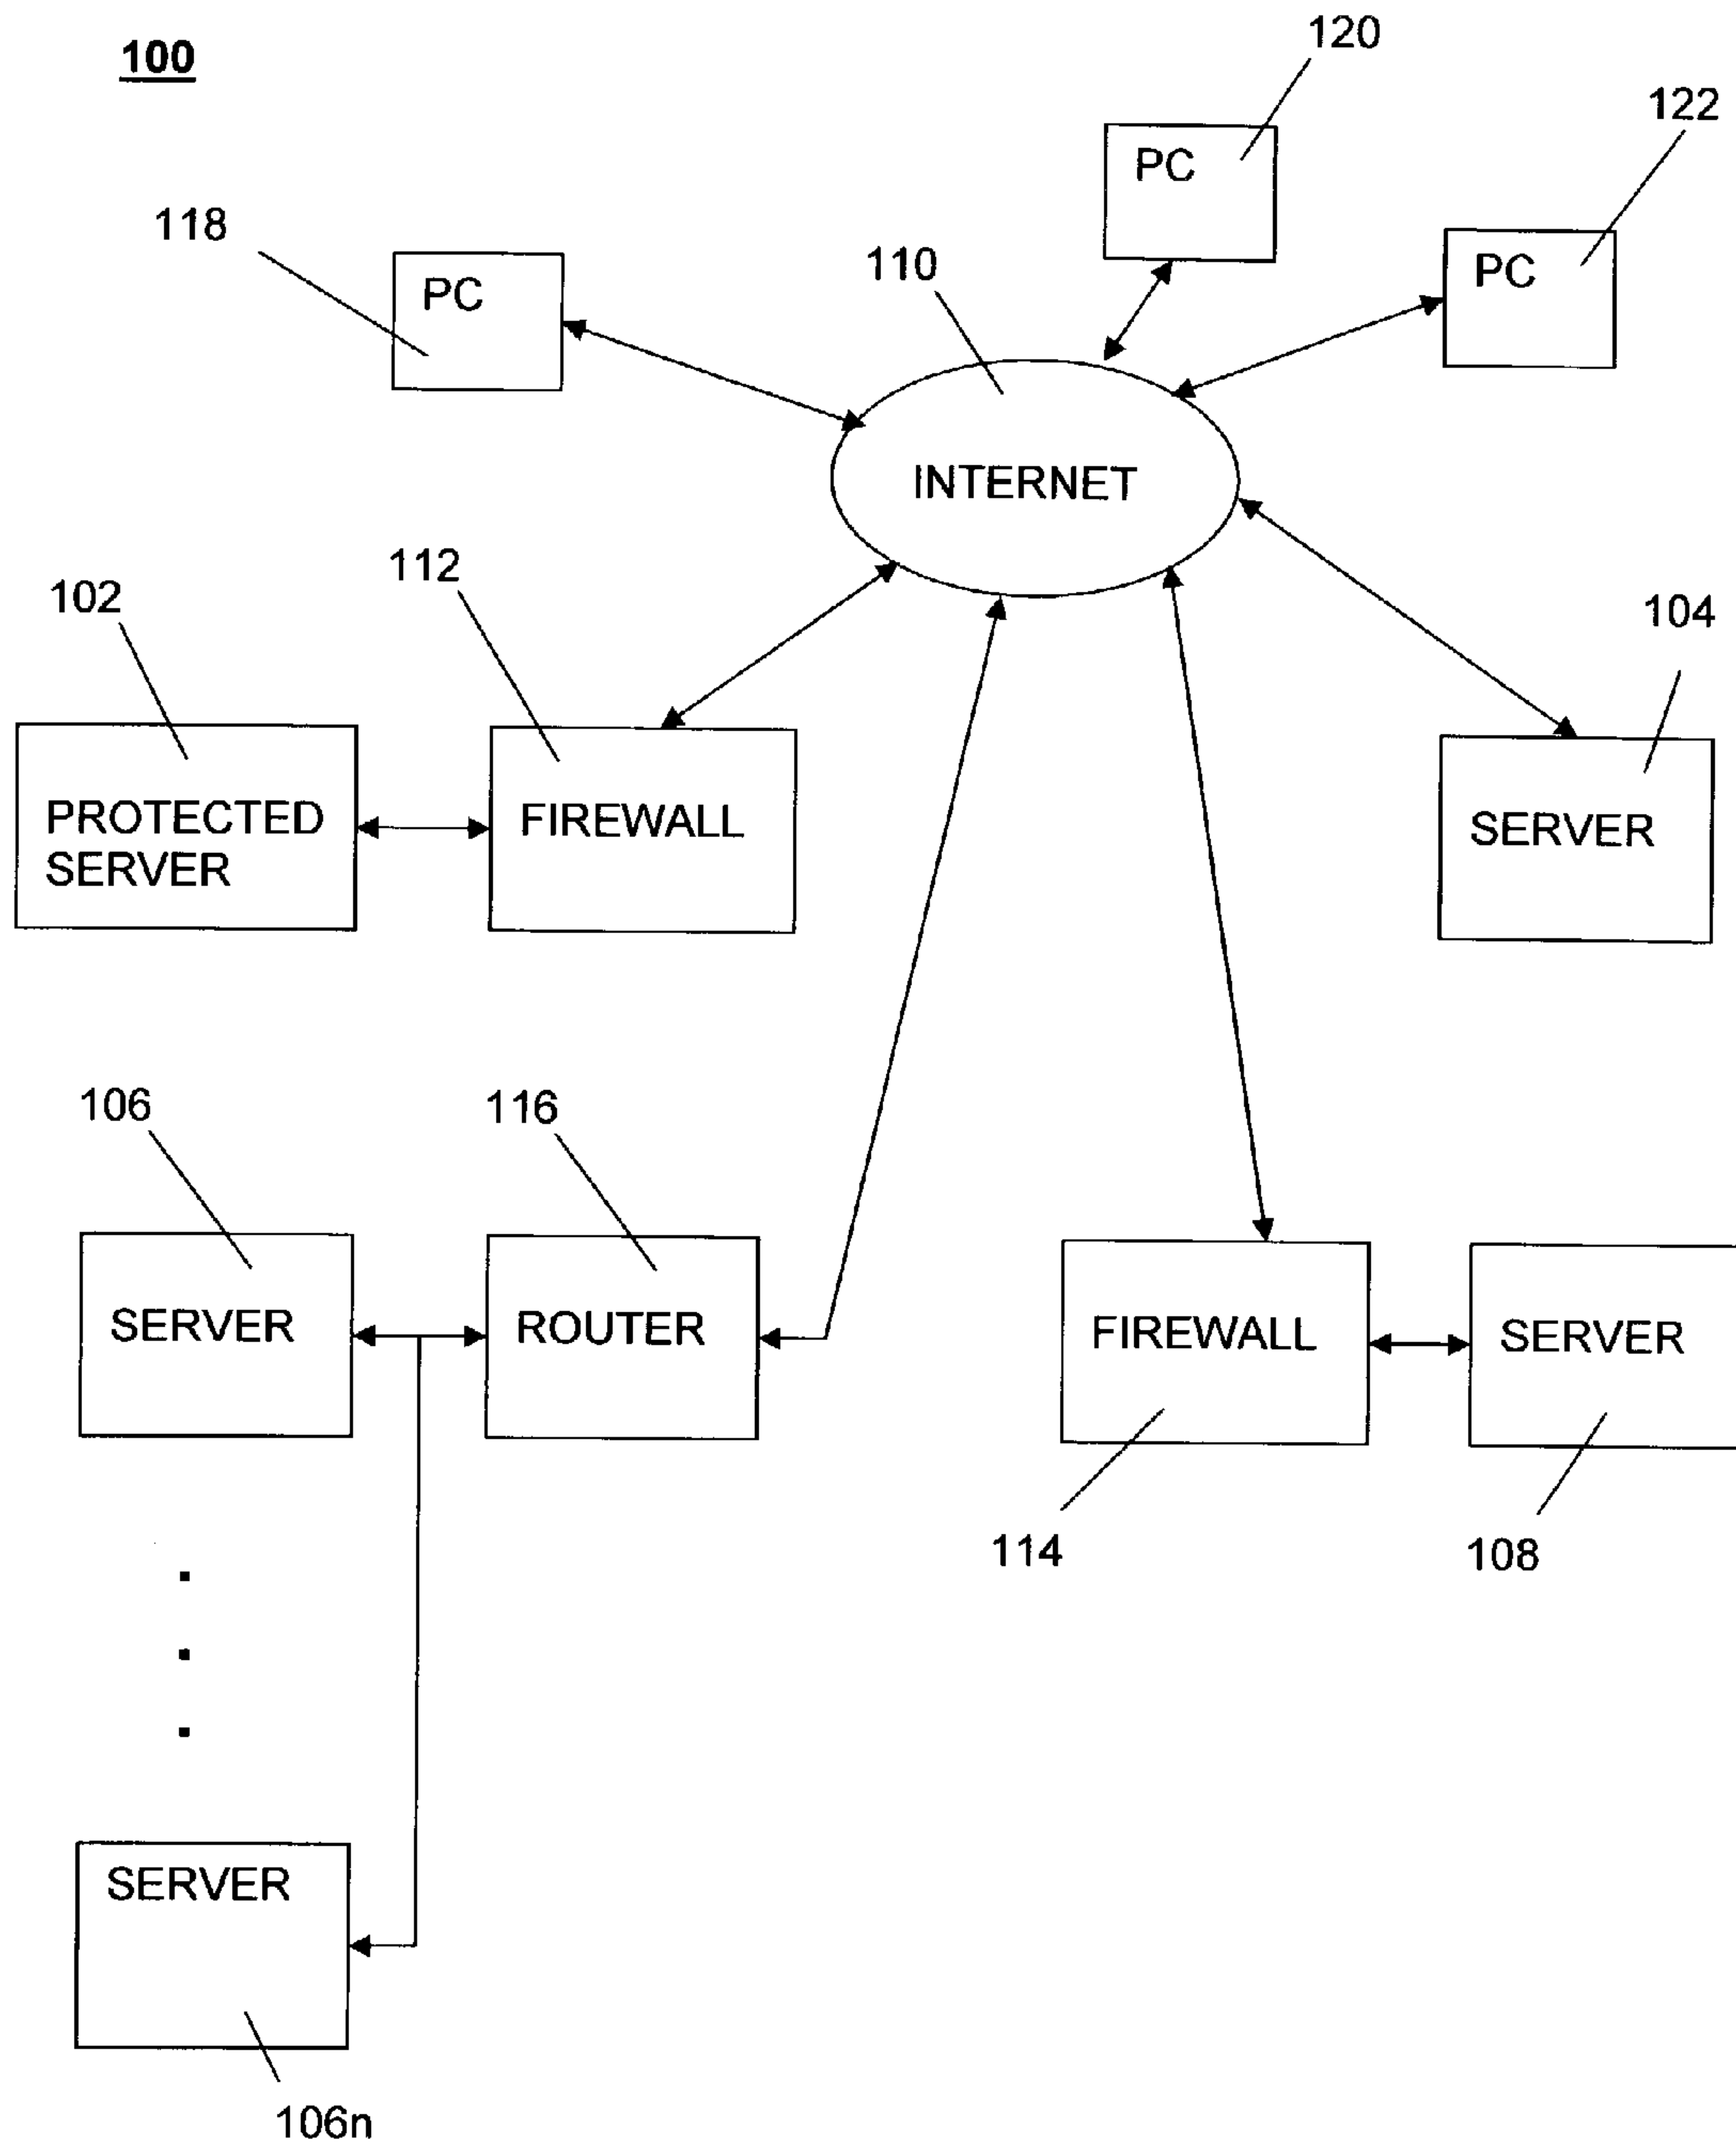 100
120
122
PC
118
110
PC
PC
INTERNET
112
102
104
PROTECTED
SERVER
FIREWALL
SERVER
106
116
SERVER
ROUTER
FIREWALL
SERVER
114
108
SERVER
106n